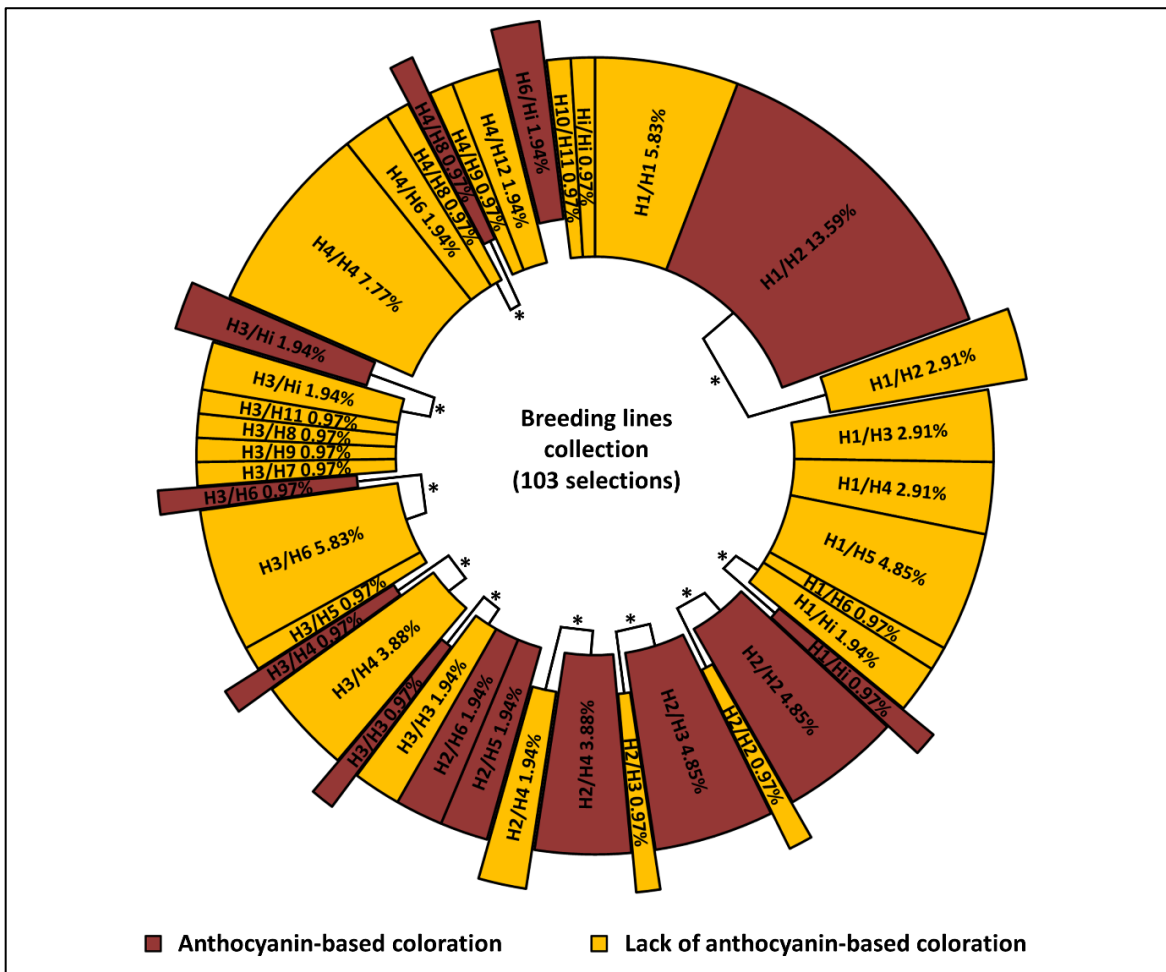 H1/H1 5.83%
H1/H2 13.59%
H1/H2 2.91%
H1/H3 2.91%
H1/H4 2.91%
H1/H5 4.85%
H1/H6 0.97%
H1/Hi 1.94%
H1/Hi 0.97%
H2/H2 4.85%
H2/H2 0.97%
H2/H3 4.85%
H2/H3 0.97%
H2/H4 3.88%
H2/H4 1.94%
H2/H5 1.94%
H2/H6 1.94%
H3/H3 1.94%
H3/H3 0.97%
H3/H4 3.88%
H3/H4 0.97%
H3/H5 0.97%
H3/H6 5.83%
H3/H6 0.97%
H3/H7 0.97%
H3/H9 0.97%
H3/H8 0.97%
H3/H11 0.97%
H3/Hi 1.94%
H3/Hi 1.94%
H4/H4 7.77%
H4/H6 1.94%
H4/H8 0.97%
H4/H8 0.97%
H4/H9 0.97%
H4/H12 1.94%
H6/Hi 1.94%
H10/H11 0.97%
Hi/Hi 0.97%
*
*
*
*
*
*
*
*
*
*
*
Breeding lines
collection
(103 selections)
Anthocyanin-based coloration
Lack of anthocyanin-based coloration